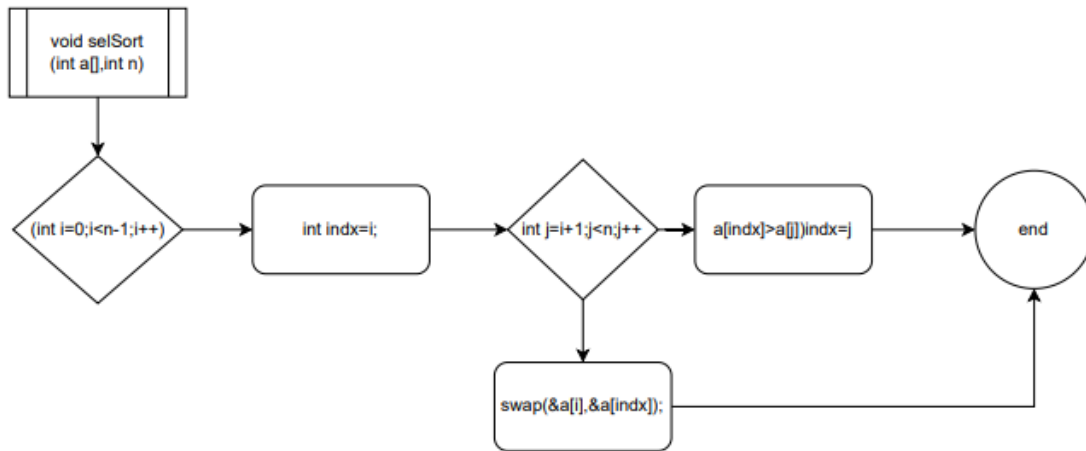 void selSort
(int a[],int n)
(int i=0;i<n-1;i++)
int indx=i;
int j=i+1;j<n;j++
a[indx]>a[j])indx=j
end
swap(&a[i],&a[indx]);